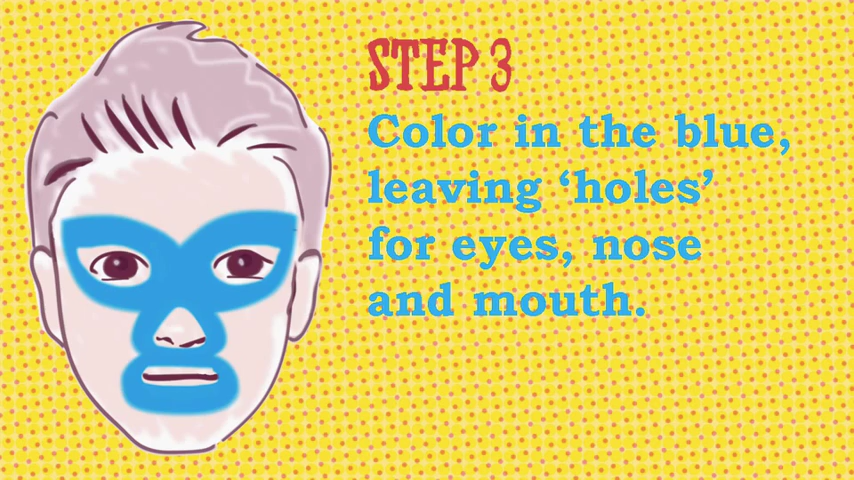 STEP 3
Color in the blue,
leaving ‘holes’
for eyes, nose
and mouth.